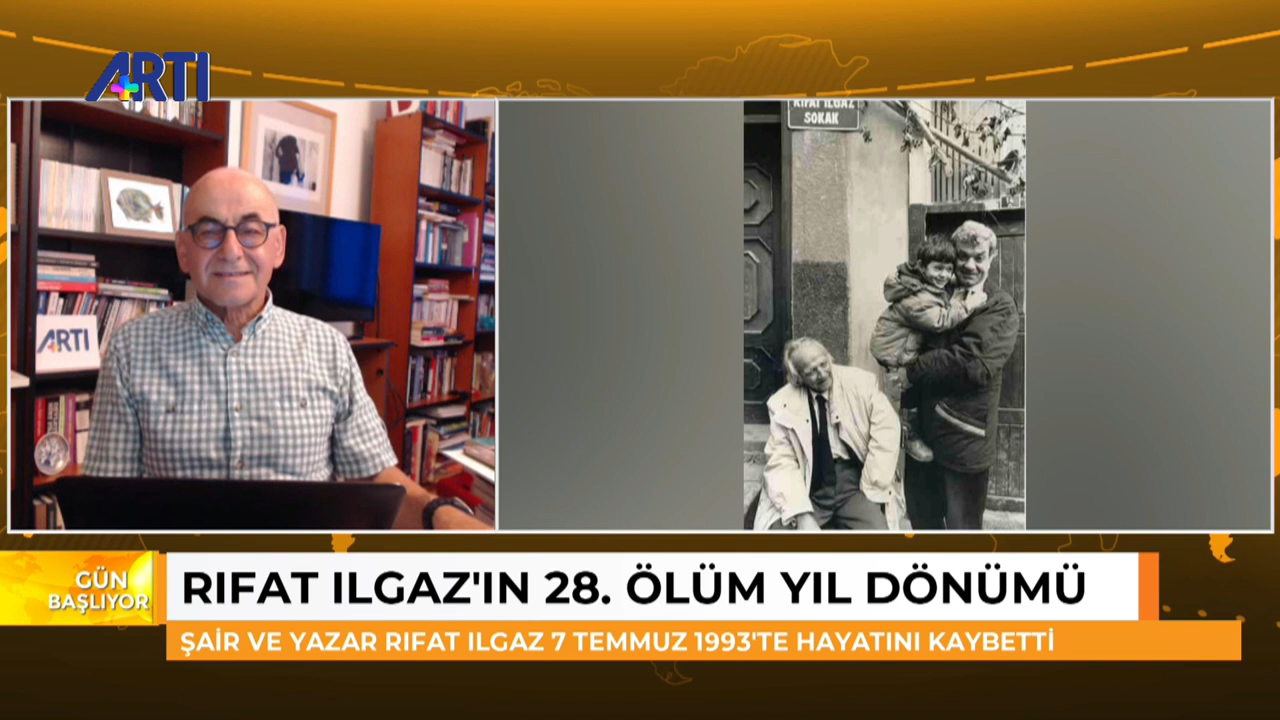 ARTI
RIFAT ILGAZ
SOKAK
ARTI
GÜN
BAŞLIYOR
RIFAT ILGAZ'IN 28. ÖLÜM YIL DÖNÜMÜ
ŞAİR VE YAZAR RIFAT ILGAZ 7 TEMMUZ 1993'TE HAYATINI KAYBETTİ